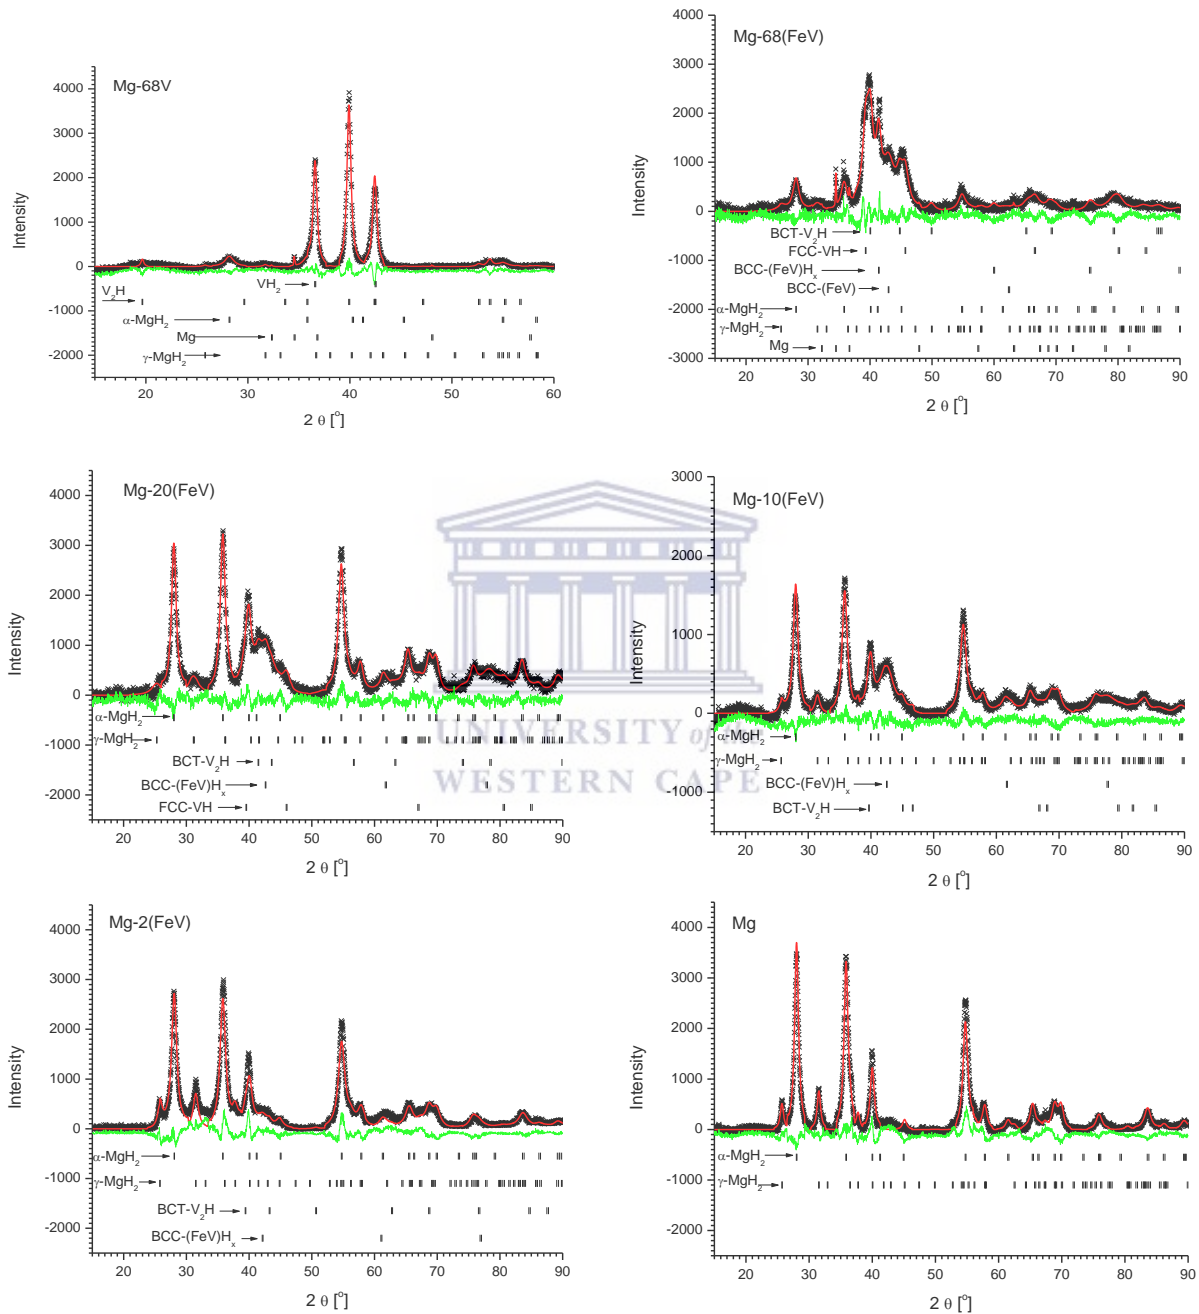 Mg-68V
4000
3000
2000
1000
0
-1000
-2000
Intensity
VH2
V2H
α-MgH2
Mg
γ-MgH2
20 30 40 50 60
2 θ [°]
Mg-68(FeV)
4000
3000
2000
1000
0
-1000
-2000
-3000
Intensity
BCT-V2H
FCC-VH
BCC-(FeV)Hx
BCC-(FeV)
α-MgH2
γ-MgH2
Mg
20 30 40 50 60 70 80 90
2 θ [°]
Mg-20(FeV)
4000
3000
2000
1000
0
-1000
-2000
Intensity
α-MgH2
γ-MgH2
BCT-V2H
BCC-(FeV)Hx
FCC-VH
20 30 40 50 60 70 80 90
2 θ [°]
Mg-10(FeV)
3000
2000
1000
0
-1000
Intensity
α-MgH2
γ-MgH2
BCC-(FeV)Hx
BCT-V2H
20 30 40 50 60 70 80 90
2 θ [°]
UNIVERSITY of the
WESTERN CAPE
Mg-2(FeV)
4000
3000
2000
1000
0
-1000
-2000
Intensity
α-MgH2
γ-MgH2
BCT-V2H
BCC-(FeV)Hx
20 30 40 50 60 70 80 90
2 θ [°]
Mg
4000
3000
2000
1000
0
-1000
-2000
Intensity
α-MgH2
γ-MgH2
20 30 40 50 60 70 80 90
2 θ [°]